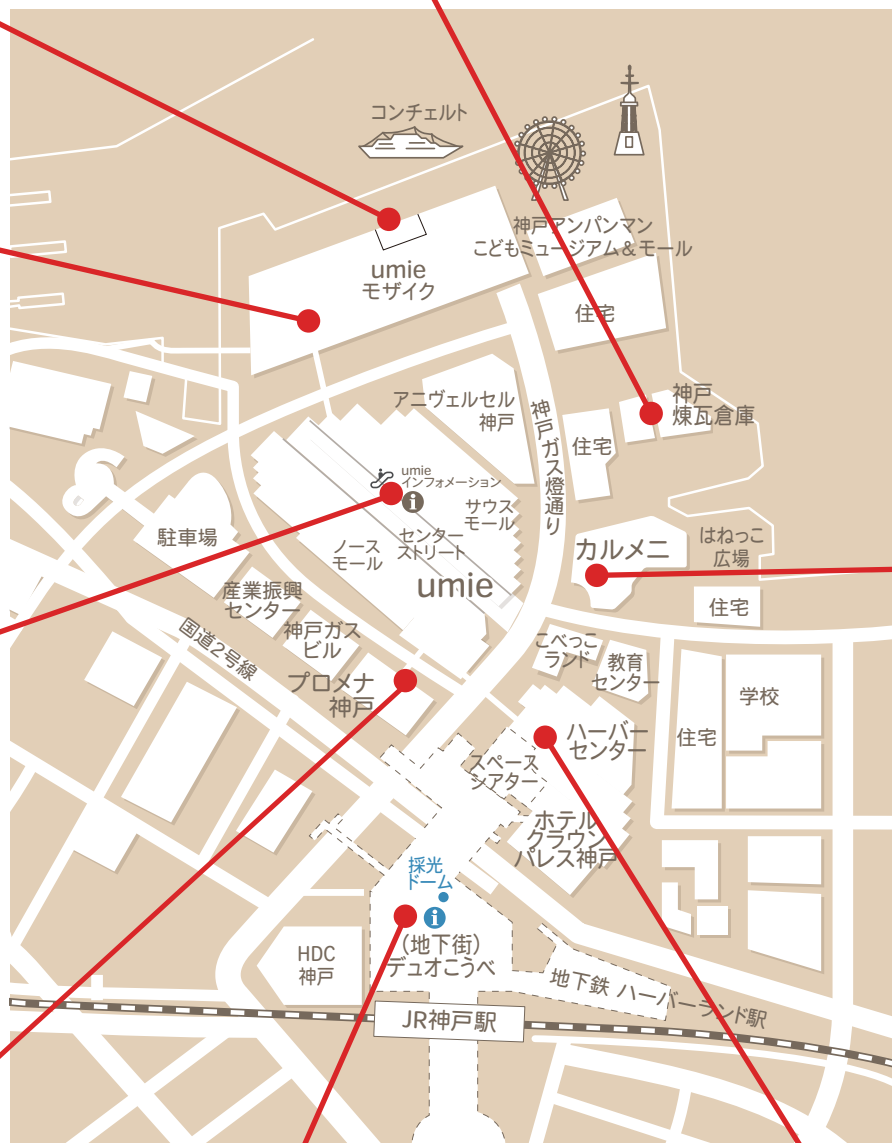 コンチェルト
神戸アンパンマン
こどもミュージアム&モール
umie
モザイク
住宅
アニヴェルセル
神戸
神戸ガス燈通り
神戸
煉瓦倉庫
住宅
umie
インフォメーション
i
サウス
モール
センター
ストリート
ノース
モール
umie
駐車場
カルメニ
はねっこ
広場
住宅
産業振興
センター
神戸ガス
ビル
国道2号線
プロメナ
神戸
こべっこ
ランド
教育
センター
学校
住宅
ハーバー
センター
スペース
シアター
ホテル
クラウン
パレス神戸
採光
ドーム
i
(地下街)
デュオこうべ
HDC
神戸
地下鉄 ハーバーランド駅
JR神戸駅